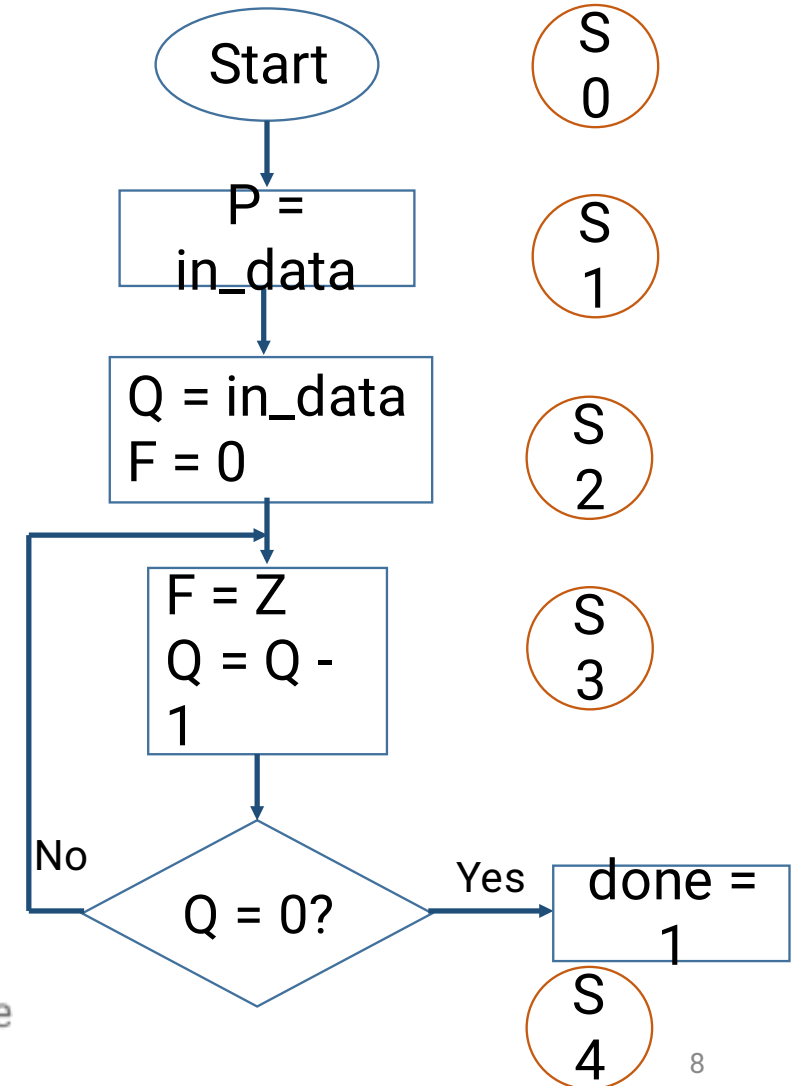 Start
S
0
P =
in_data
S
1
Q = in_data
F = 0
S
2
F = Z
Q = Q -
1
S
3
No
Q = 0?
Yes
done =
1
S
4
e
8